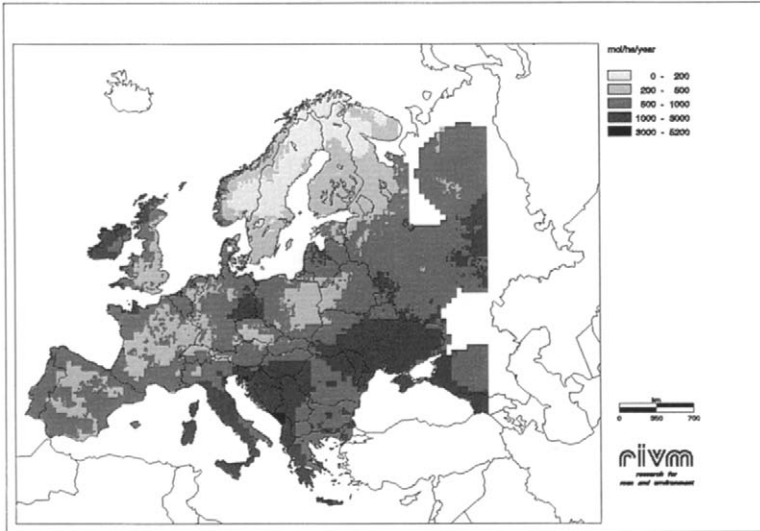 mol/ha/year
0 - 200
200 - 500
500 - 1000
1000 - 3000
3000 - 5200
km
0 350 700
rivm
research for
man and environment